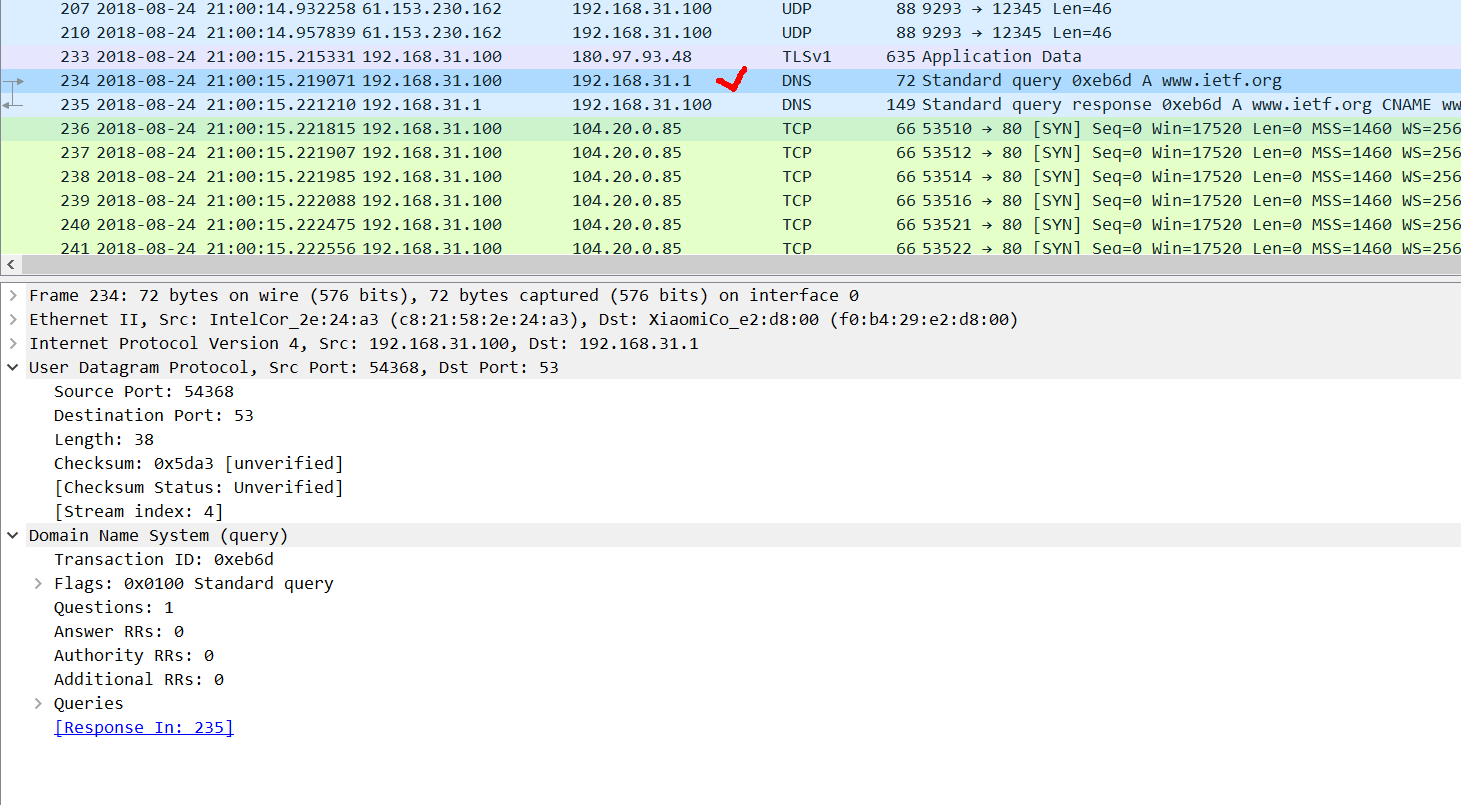 207 2018-08-24 21:00:14.932258 61.153.230.162 192.168.31.100 UDP 88 9293 → 12345 Len=46
210 2018-08-24 21:00:14.957839 61.153.230.162 192.168.31.100 UDP 88 9293 → 12345 Len=46
233 2018-08-24 21:00:15.215331 192.168.31.100 180.97.93.48 TLSv1 635 Application Data
234 2018-08-24 21:00:15.219071 192.168.31.100 192.168.31.1 DNS 72 Standard query 0xeb6d A www.ietf.org
235 2018-08-24 21:00:15.221210 192.168.31.1 192.168.31.100 DNS 149 Standard query response 0xeb6d A www.ietf.org CNAME ww
236 2018-08-24 21:00:15.221815 192.168.31.100 104.20.0.85 TCP 66 53510 → 80 [SYN] Seq=0 Win=17520 Len=0 MSS=1460 WS=256
237 2018-08-24 21:00:15.221907 192.168.31.100 104.20.0.85 TCP 66 53512 → 80 [SYN] Seq=0 Win=17520 Len=0 MSS=1460 WS=256
238 2018-08-24 21:00:15.221985 192.168.31.100 104.20.0.85 TCP 66 53514 → 80 [SYN] Seq=0 Win=17520 Len=0 MSS=1460 WS=256
239 2018-08-24 21:00:15.222088 192.168.31.100 104.20.0.85 TCP 66 53516 → 80 [SYN] Seq=0 Win=17520 Len=0 MSS=1460 WS=256
240 2018-08-24 21:00:15.222475 192.168.31.100 104.20.0.85 TCP 66 53521 → 80 [SYN] Seq=0 Win=17520 Len=0 MSS=1460 WS=256
241 2018-08-24 21:00:15.222556 192.168.31.100 104.20.0.85 TCP 66 53522 → 80 [SYN] Seq=0 Win=17520 Len=0 MSS=1460 WS=256
Frame 234: 72 bytes on wire (576 bits), 72 bytes captured (576 bits) on interface 0
Ethernet II, Src: IntelCor_2e:24:a3 (c8:21:58:2e:24:a3), Dst: XiaomiCo_e2:d8:00 (f0:b4:29:e2:d8:00)
Internet Protocol Version 4, Src: 192.168.31.100, Dst: 192.168.31.1
User Datagram Protocol, Src Port: 54368, Dst Port: 53
Source Port: 54368
Destination Port: 53
Length: 38
Checksum: 0x5da3 [unverified]
[Checksum Status: Unverified]
[Stream index: 4]
Domain Name System (query)
Transaction ID: 0xeb6d
Flags: 0x0100 Standard query
Questions: 1
Answer RRs: 0
Authority RRs: 0
Additional RRs: 0
Queries
[Response In: 235]